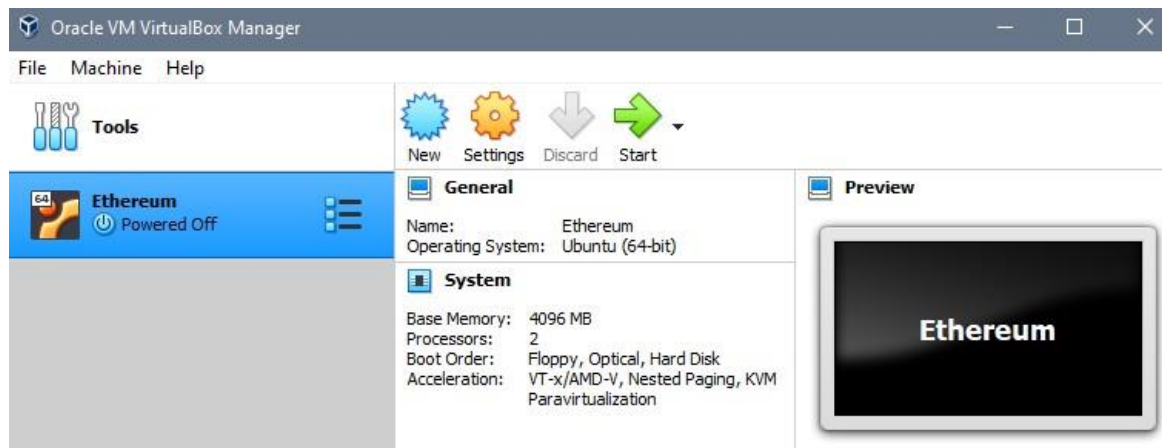 Oracle VM VirtualBox Manager
File Machine Help
Tools
New Settings Discard Start
64
Ethereum
Powered Off
General
Name: Ethereum
Operating System: Ubuntu (64-bit)
System
Base Memory: 4096 MB
Processors: 2
Boot Order: Floppy, Optical, Hard Disk
Acceleration: VT-x/AMD-V, Nested Paging, KVM
Paravirtualization
Preview
Ethereum